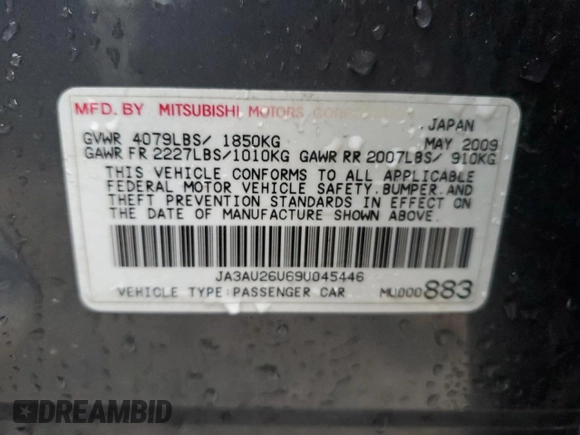 MFD. BY MITSUBISHI MOTORS CORPORATION
JAPAN
GVWR 4079LBS/ 1850KG MAY 2009
GAWR FR 2227LBS/1010KG GAWR RR 2007LBS/ 910KG
THIS VEHICLE CONFORMS TO ALL APPLICABLE
FEDERAL MOTOR VEHICLE SAFETY.BUMPER.AND
THEFT PREVENTION STANDARDS IN EFFECT ON
THE DATE OF MANUFACTURE SHOWN ABOVE.
JA3AU26U69U045446
VEHICLE TYPE:PASSENGER CAR MU000883
DREAMBID